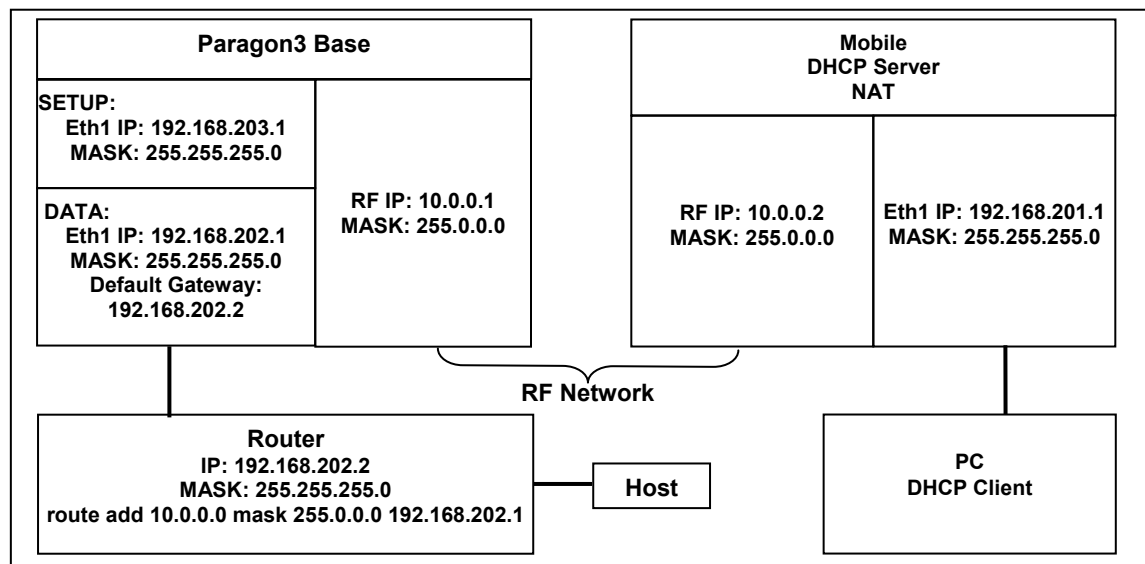 Paragon3 Base
SETUP:
Eth1 IP: 192.168.203.1
MASK: 255.255.255.0
DATA:
Eth1 IP: 192.168.202.1
MASK: 255.255.255.0
Default Gateway:
192.168.202.2
RF IP: 10.0.0.1
MASK: 255.0.0.0
Mobile
DHCP Server
NAT
RF IP: 10.0.0.2
MASK: 255.0.0.0
Eth1 IP: 192.168.201.1
MASK: 255.255.255.0
RF Network
Router
IP: 192.168.202.2
MASK: 255.255.255.0
route add 10.0.0.0 mask 255.0.0.0 192.168.202.1
Host
PC
DHCP Client